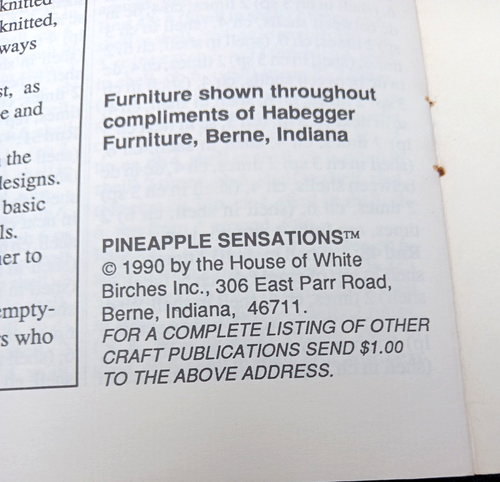 knitted
knitted,
ways
st, as
e and
the
designs.
basic
ls.
er to
empty-
s who
Furniture shown throughout
compliments of Habegger
Furniture, Berne, Indiana
PINEAPPLE SENSATIONS™
© 1990 by the House of White
Birches Inc., 306 East Parr Road,
Berne, Indiana, 46711.
FOR A COMPLETE LISTING OF OTHER
CRAFT PUBLICATIONS SEND $1.00
TO THE ABOVE ADDRESS.